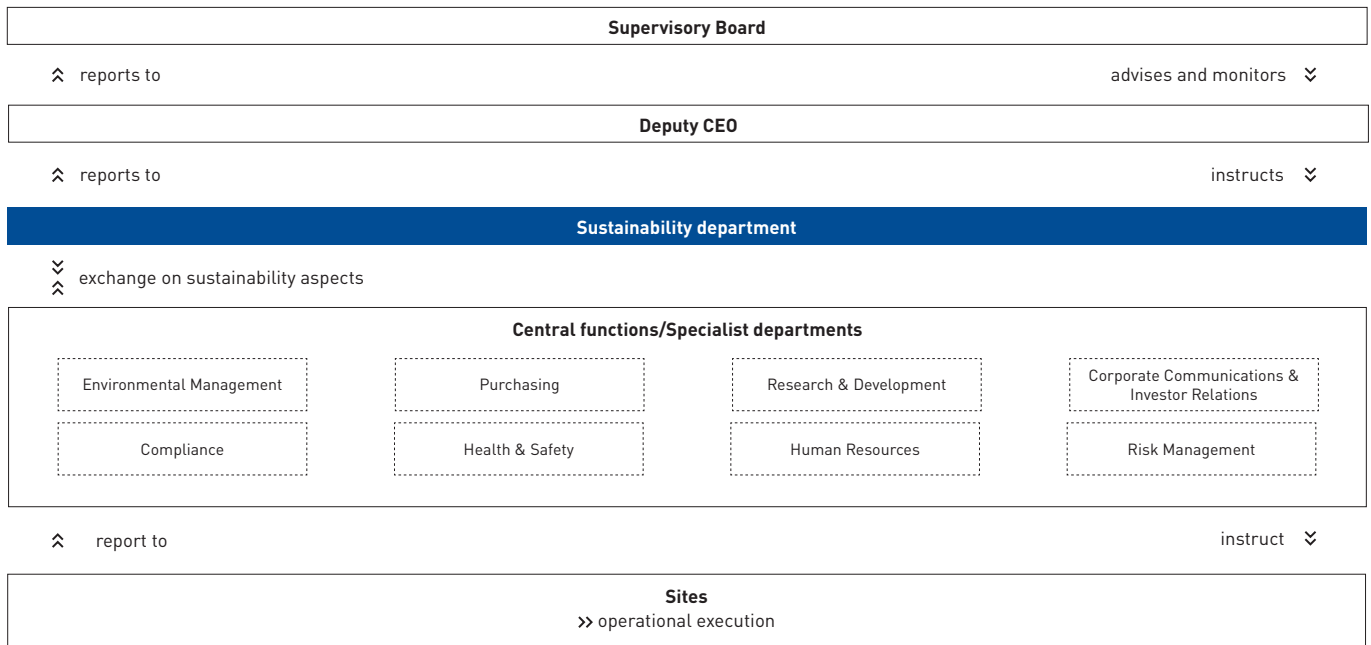 Supervisory Board
reports to
advises and monitors
Deputy CEO
reports to
instructs
Sustainability department
exchange on sustainability aspects
Central functions/Specialist departments
Environmental Management
Purchasing
Research & Development
Corporate Communications &
Investor Relations
Compliance
Health & Safety
Human Resources
Risk Management
report to
instruct
Sites
operational execution